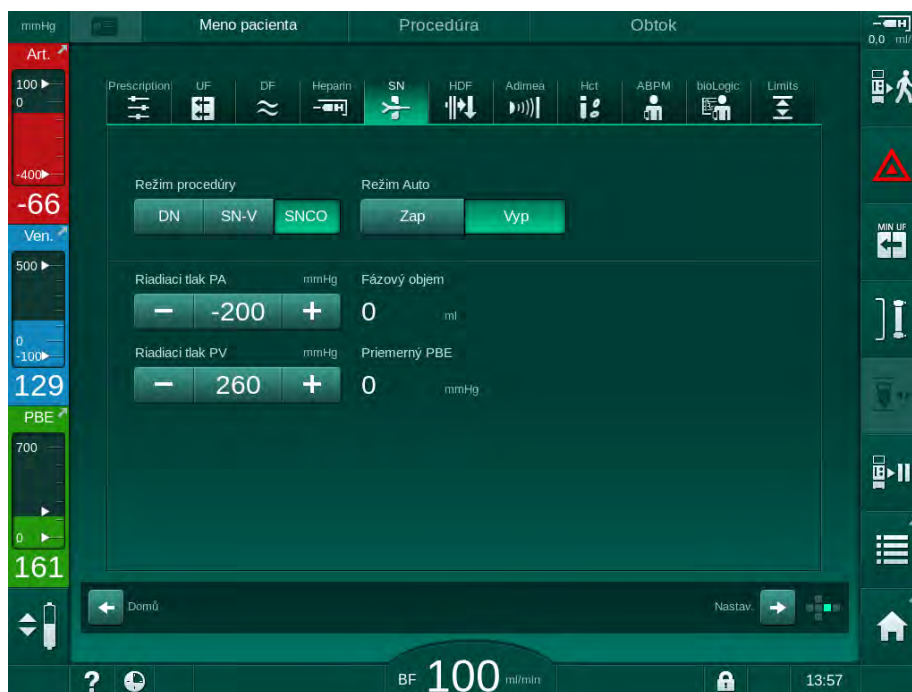 mmHg
Meno pacienta
Procedúra
Obtok
0,0 ml/
Art.
100
0
-400
-66
Ven.
500
0
-100
129
PBE
700
0
161
Prescription
UF
DF
Heparin
SN
HDF
Adimea
Hct
ABPM
bioLogic
Limits
Režim procedúry
Režim Auto
DN
SN-V
SNCO
Zap
Vyp
Riadiaci tlak PA mmHg
Fázový objem
− -200 +
0 ml
Riadiaci tlak PV mmHg
Priemerný PBE
− 260 +
0 mmHg
MIN UF
Domů
Nastav.
?
BF 100 ml/min
13:57